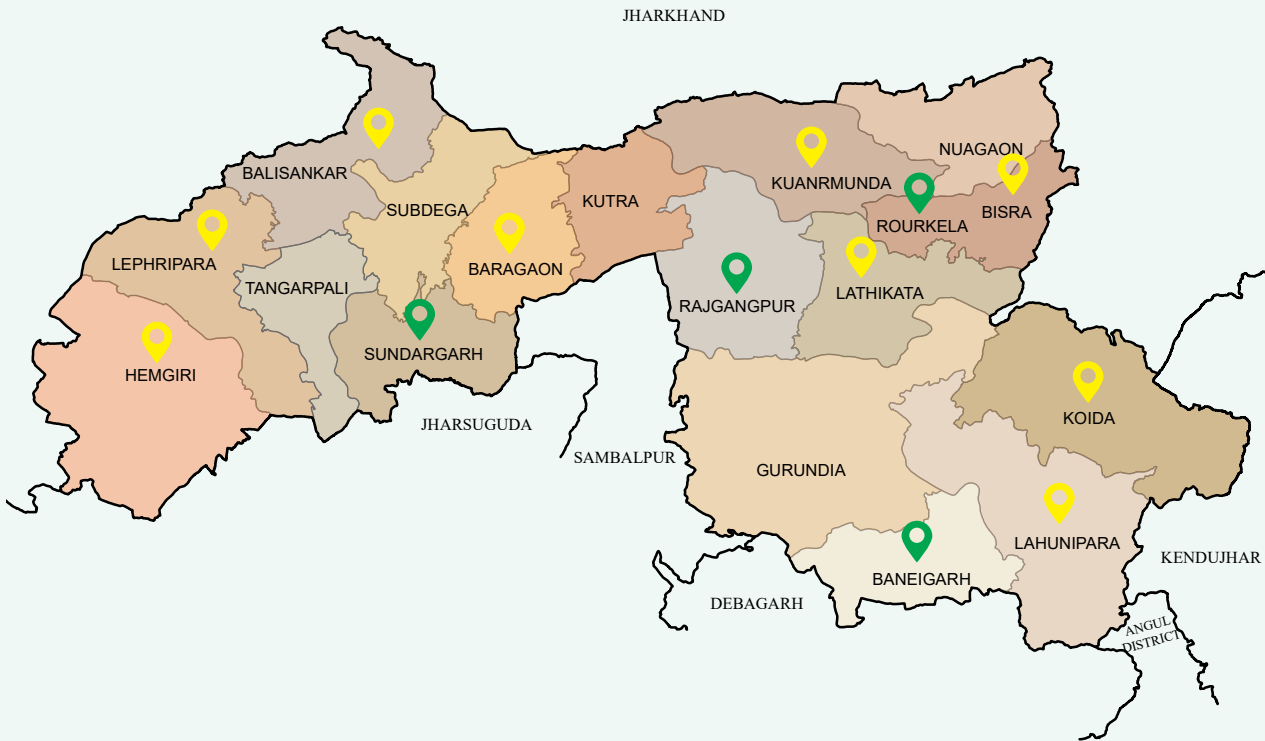 JHARKHAND
NUAGAON
BALISANKAR
KUANRMUNDA
KUTRA
SUBDEGA
BISRA
ROURKELA
LEPHRIPARA
BARAGAON
TANGARPALI
LATHIKATA
RAJGANGPUR
SUNDARGARH
HEMGIRI
KOIDA
JHARSUGUDA
SAMBALPUR
GURUNDIA
LAHUNIPARA
KENDUJHAR
BANEIGARH
DEBAGARH
ANGUL
DISTRICT